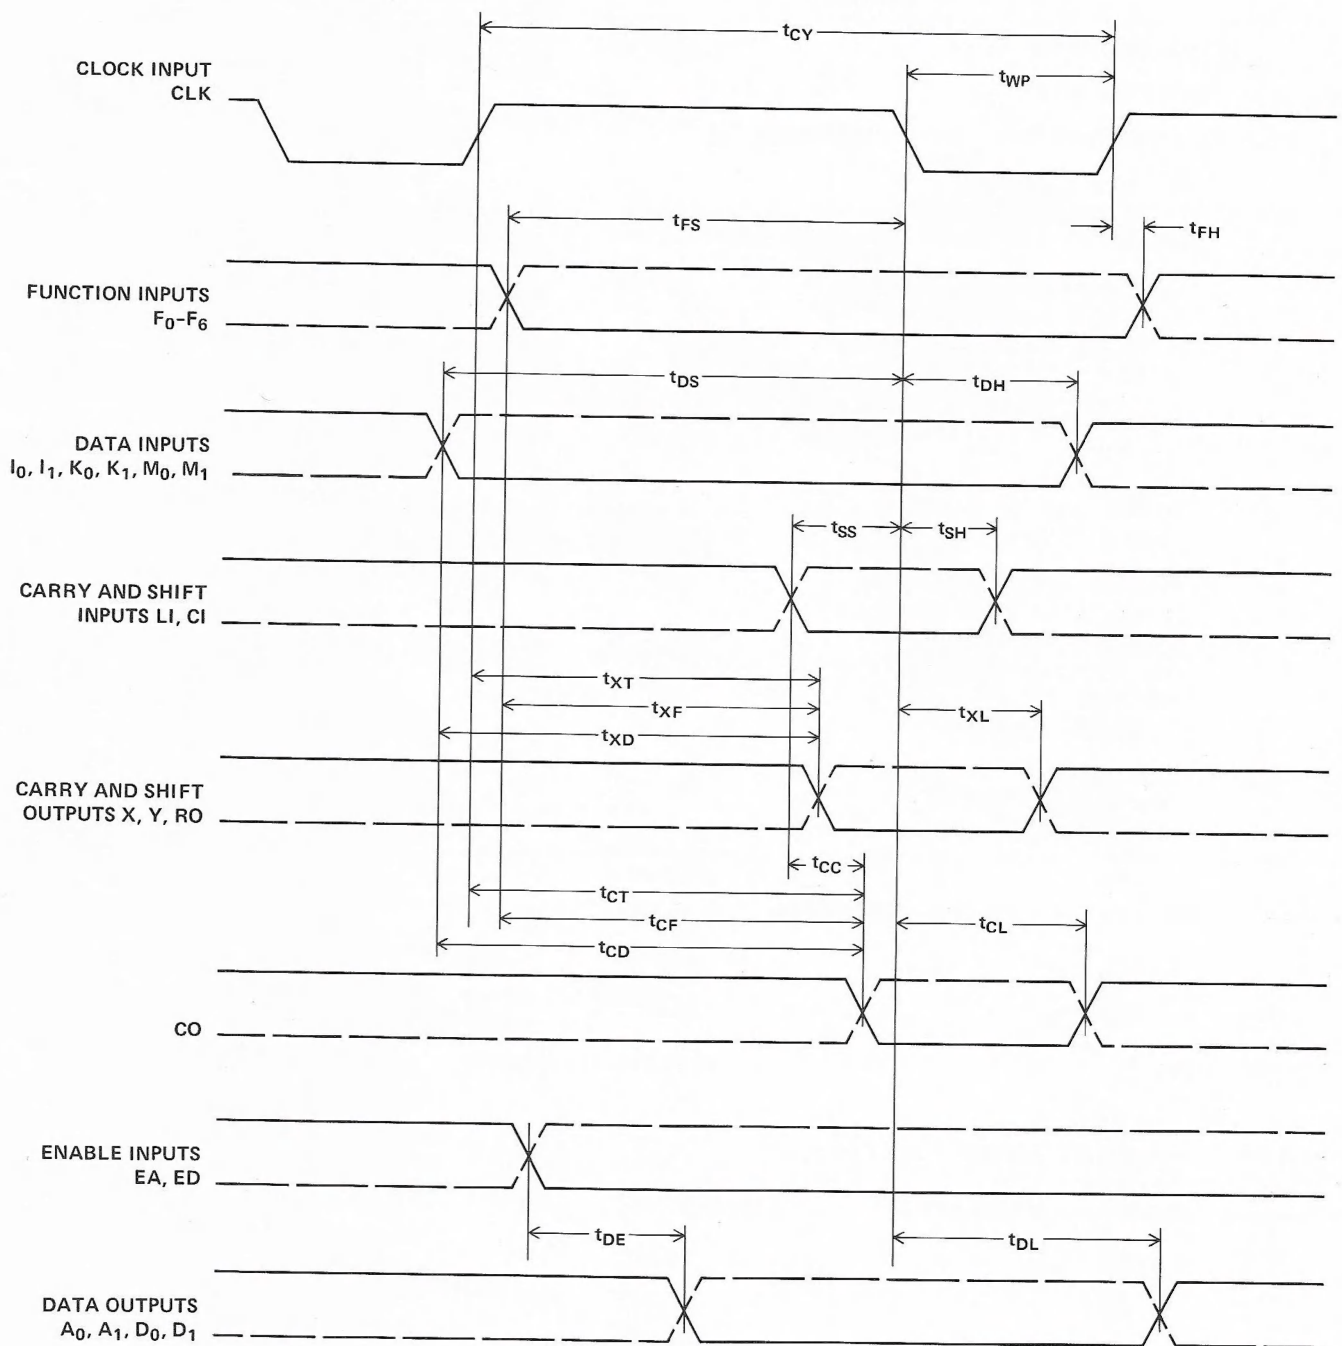 tCY
CLOCK INPUT
CLK
tWP
tFS
tFH
FUNCTION INPUTS
F0-F6
tDS
tDH
DATA INPUTS
I0, I1, K0, K1, M0, M1
tSS
tSH
CARRY AND SHIFT
INPUTS LI, CI
tXT
tXF
tXL
tXD
CARRY AND SHIFT
OUTPUTS X, Y, RO
tCC
tCT
tCF
tCL
tCD
CO
ENABLE INPUTS
EA, ED
tDE
tDL
DATA OUTPUTS
A0, A1, D0, D1